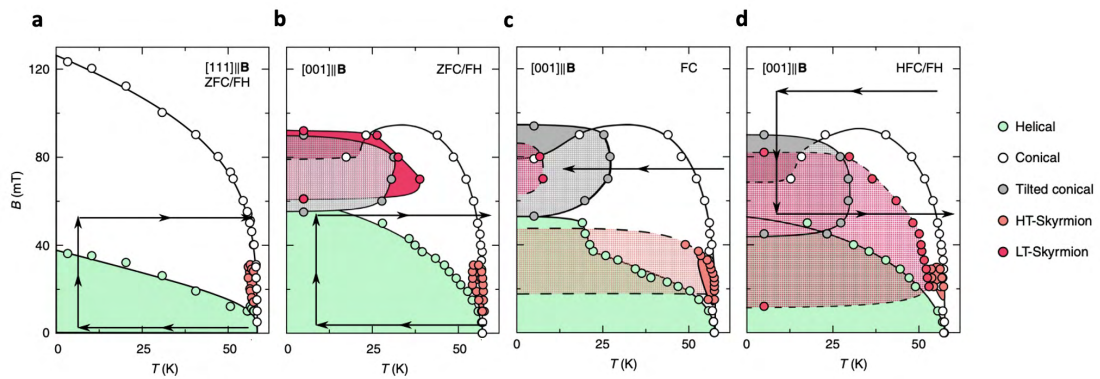 a
b
c
d
[111]||B
ZFC/FH
[001]||B
ZFC/FH
[001]||B
FC
[001]||B
HFC/FH
120
80
40
0
B (mT)
0
25
50
T (K)
0
25
50
T (K)
0
25
50
T (K)
0
25
50
T (K)
Helical
Conical
Tilted conical
HT-Skyrmion
LT-Skyrmion